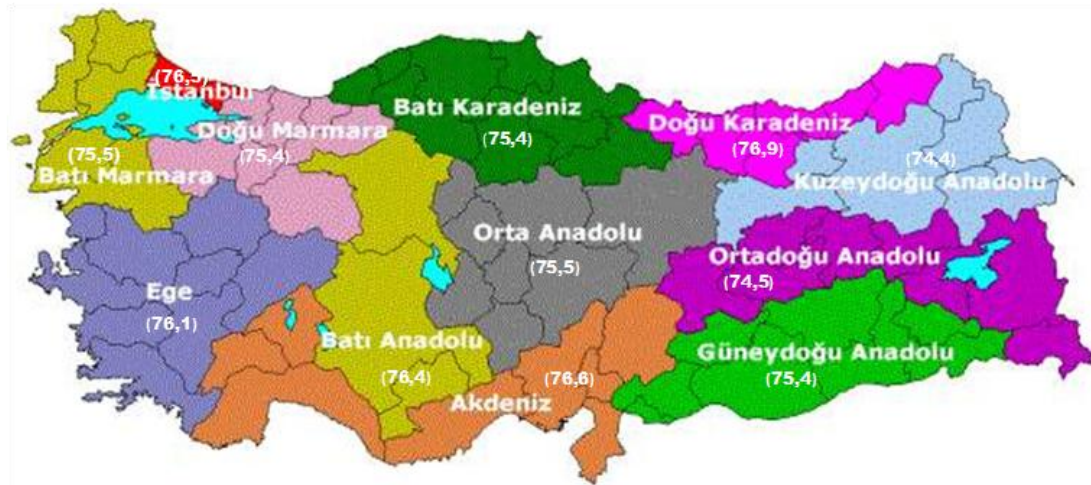 (76,5)
İstanbul
Batı Karadeniz
(75,4)
Doğu Karadeniz
(76,9)
Doğu Marmara
(75,4)
(75,5)
Batı Marmara
(74,4)
Kuzeydoğu Anadolu
Orta Anadolu
(75,5)
Ortadoğu Anadolu
(74,5)
Ege
(76,1)
Batı Anadolu
(76,4)
Güneydoğu Anadolu
(75,4)
(76,6)
Akdeniz